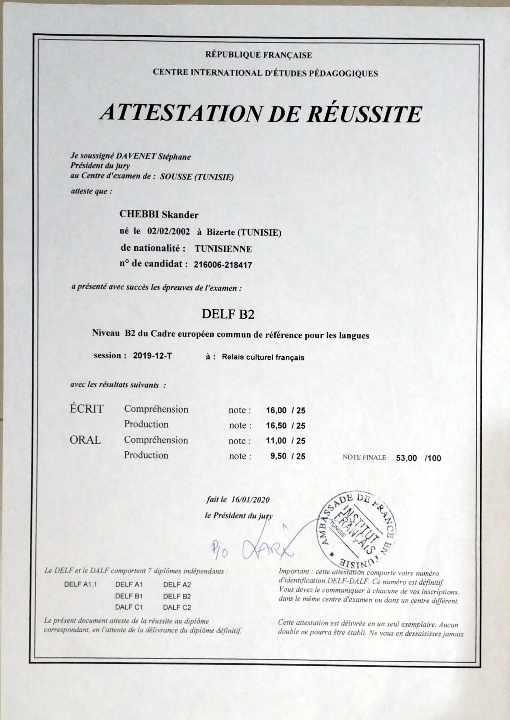 RÉPUBLIQUE FRANÇAISE
CENTRE INTERNATIONAL D'ÉTUDES PÉDAGOGIQUES
ATTESTATION DE RÉUSSITE
Je soussigné DAVENET Stéphane
Président du jury
au Centre d'examen de : SOUSSE (TUNISIE)
atteste que :
CHEBBI Skander
né le 02/02/2002 à Bizerte (TUNISIE)
de nationalité : TUNISIENNE
n° de candidat : 216006-218417
a présenté avec succès les épreuves de l'examen :
DELF B2
Niveau B2 du Cadre européen commun de référence pour les langues
session : 2019-12-T à : Relais culturel français
avec les résultats suivants :
ÉCRIT Compréhension note : 16,00 / 25
Production note : 16,50 / 25
ORAL Compréhension note : 11,00 / 25
Production note : 9,50 / 25 NOTE FINALE 53,00 /100
fait le 16/01/2020
le Président du jury
P/o
AMBASSADE DE FRANCE EN TUNISIE
INSTITUT
FRANÇAIS
Le DELF et le DALF comportent 7 diplômes indépendants
DELF A1.1 DELF A1 DELF A2
DELF B1 DELF B2
DALF C1 DALF C2
Le présent document atteste de la réussite au diplôme
correspondant, en l'attente de la délivrance du diplôme définitif.
Important : cette attestation comporte votre numéro
d'identification DELF-DALF. Ce numéro est définitif.
Vous devez le communiquer à chacune de vos inscriptions,
dans le même centre d'examen ou dans un centre différent.
Cette attestation est délivrée en un seul exemplaire. Aucun
double ne pourra être établi. Ne vous en dessaisissez jamais